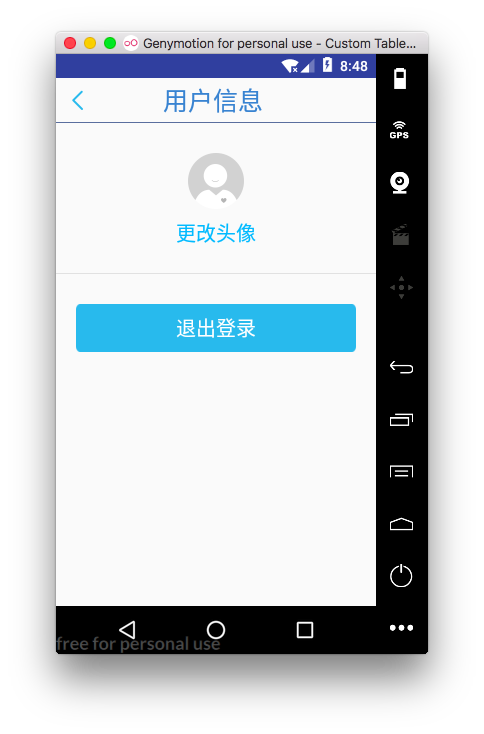 Genymotion for personal use - Custom Table...
8:48
用户信息
GPS
更改头像
退出登录
free for personal use